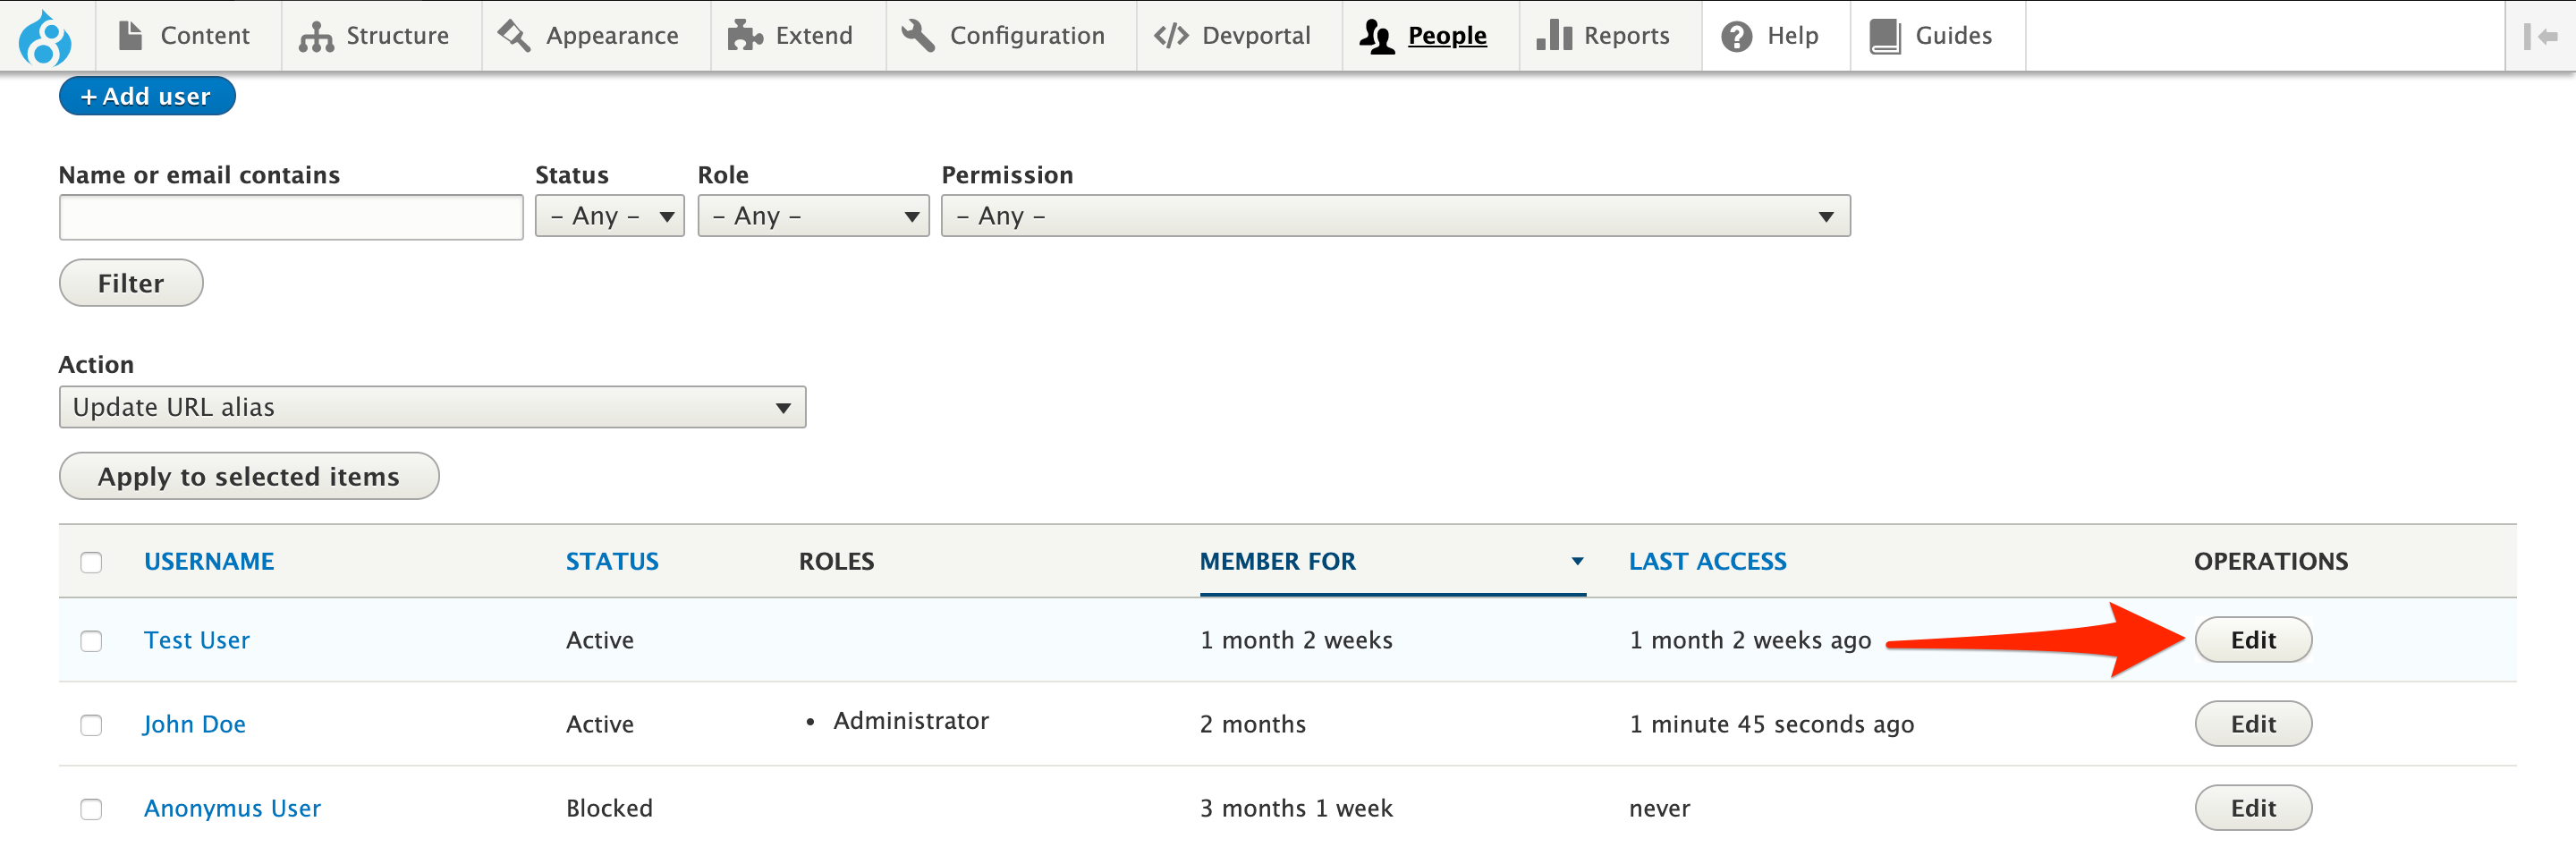 Content Structure Appearance Extend Configuration Devportal People Reports Help Guides
+ Add user
Name or email contains Status Role Permission
– Any – – Any – – Any –
Filter
Action
Update URL alias
Apply to selected items
USERNAME STATUS ROLES MEMBER FOR LAST ACCESS OPERATIONS
Test User Active 1 month 2 weeks 1 month 2 weeks ago Edit
John Doe Active • Administrator 2 months 1 minute 45 seconds ago Edit
Anonymus User Blocked 3 months 1 week never Edit